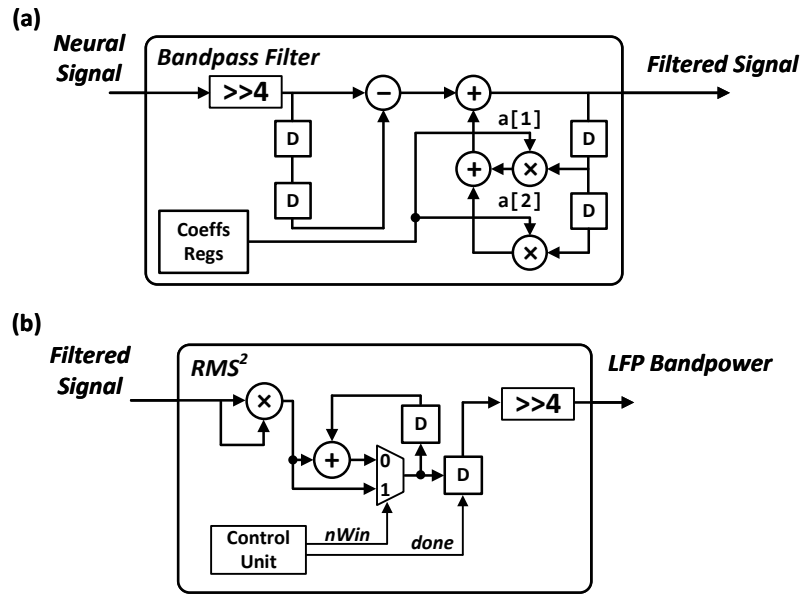 (a)
Neural Signal
Bandpass Filter
Filtered Signal
>>4
−
+
a[1]
D
D
+
×
D
a[2]
D
Coeffs Regs
×
(b)
Filtered Signal
RMS²
LFP Bandpower
×
>>4
D
+
0
1
D
Control Unit
nWin
done